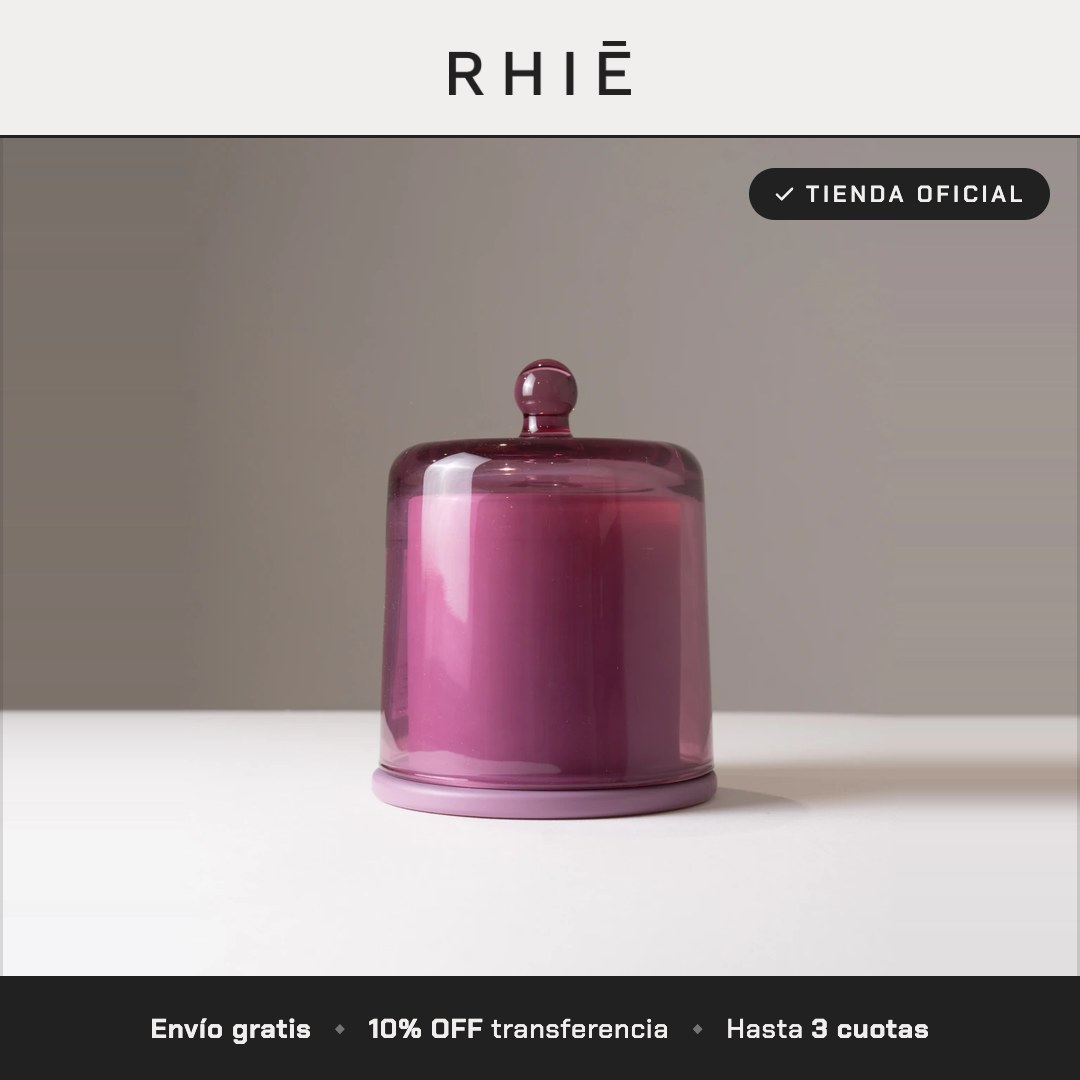 RHIĒ
✓ TIENDA OFICIAL
Envío gratis ◆ 10% OFF transferencia ◆ Hasta 3 cuotas